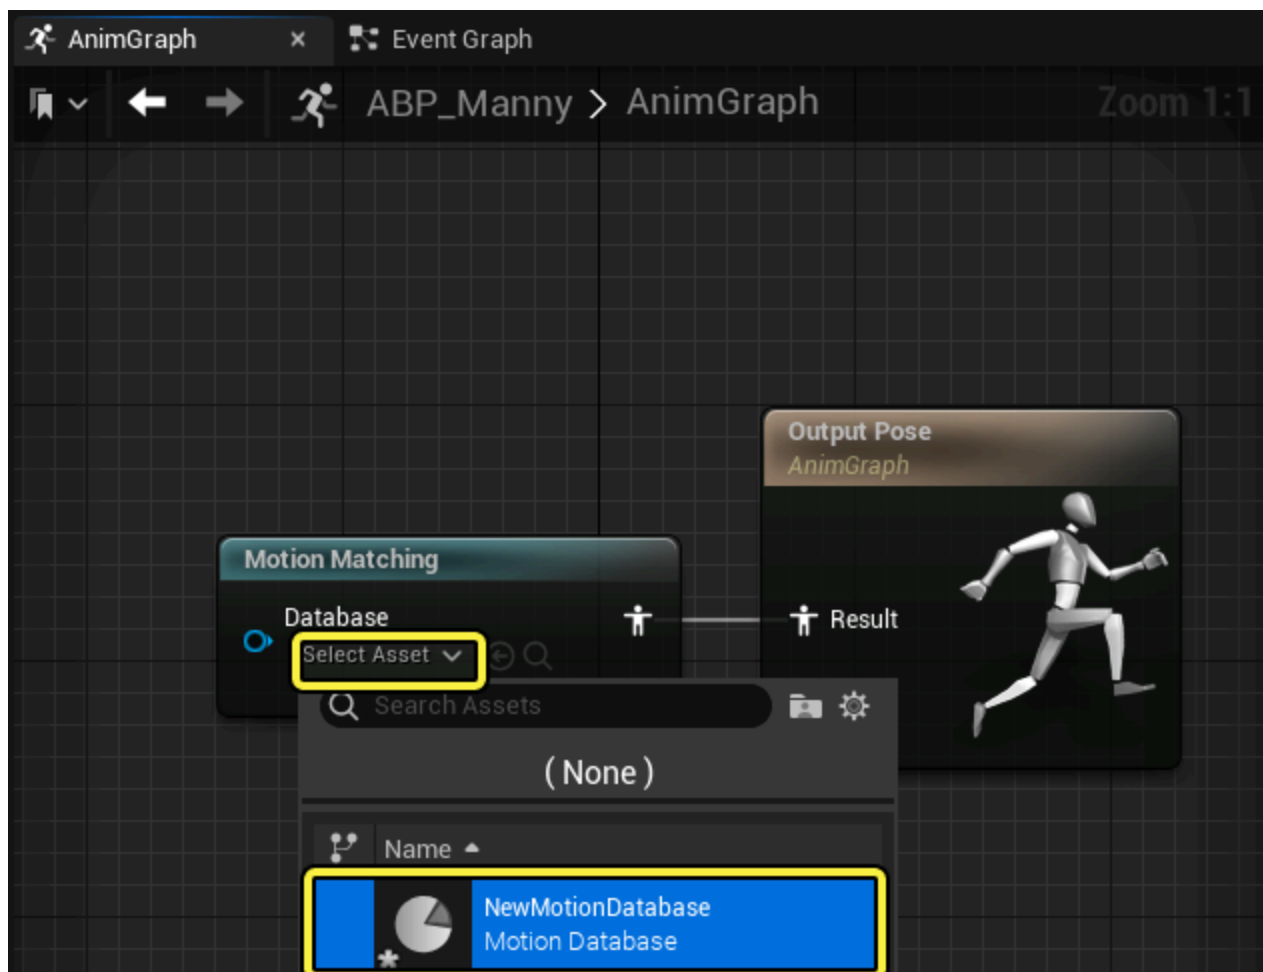 AnimGraph Event Graph
ABP_Manny > AnimGraph Zoom 1:1
Output Pose
AnimGraph
Motion Matching
Database
Result
Select Asset
Search Assets
( None )
Name
NewMotionDatabase
Motion Database